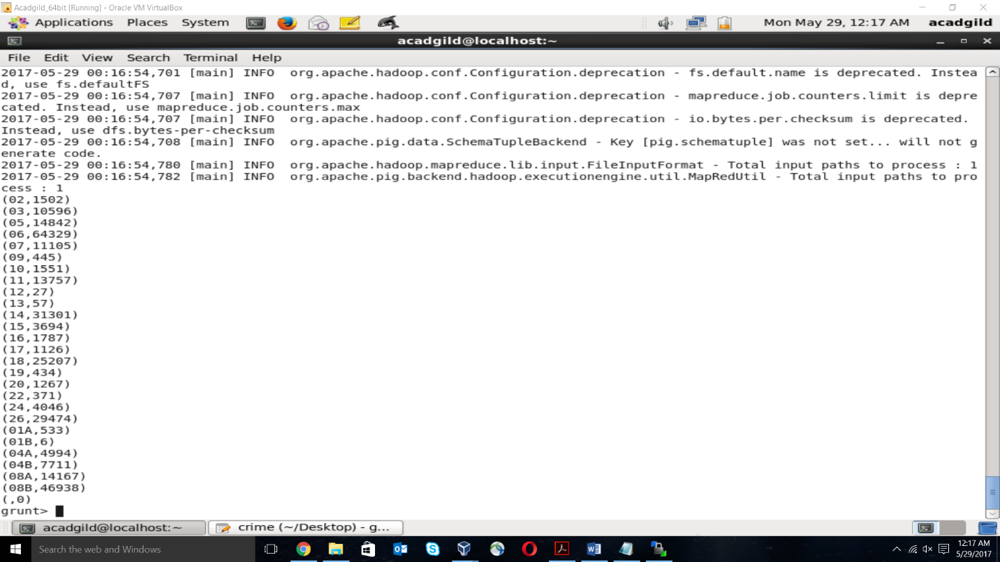 Acadgild_64bit [Running] - Oracle VM VirtualBox
Applications Places System Mon May 29, 12:17 AM acadgild
acadgild@localhost:~
File Edit View Search Terminal Help
2017-05-29 00:16:54,701 [main] INFO  org.apache.hadoop.conf.Configuration.deprecation - fs.default.name is deprecated. Instea
d, use fs.defaultFS
2017-05-29 00:16:54,707 [main] INFO  org.apache.hadoop.conf.Configuration.deprecation - mapreduce.job.counters.limit is depre
cated. Instead, use mapreduce.job.counters.max
2017-05-29 00:16:54,707 [main] INFO  org.apache.hadoop.conf.Configuration.deprecation - io.bytes.per.checksum is deprecated.
Instead, use dfs.bytes-per-checksum
2017-05-29 00:16:54,708 [main] INFO  org.apache.pig.data.SchemaTupleBackend - Key [pig.schematuple] was not set... will not g
enerate code.
2017-05-29 00:16:54,780 [main] INFO  org.apache.hadoop.mapreduce.lib.input.FileInputFormat - Total input paths to process : 1
2017-05-29 00:16:54,782 [main] INFO  org.apache.pig.backend.hadoop.executionengine.util.MapRedUtil - Total input paths to pro
cess : 1
(02,1502)
(03,10596)
(05,14842)
(06,64329)
(07,11105)
(09,445)
(10,1551)
(11,13757)
(12,27)
(13,57)
(14,31301)
(15,3694)
(16,1787)
(17,1126)
(18,25207)
(19,434)
(20,1267)
(22,371)
(24,4046)
(26,29474)
(01A,533)
(01B,6)
(04A,4994)
(04B,7711)
(08A,14167)
(08B,46938)
(,0)
grunt>
acadgild@localhost:~ crime (~/Desktop) - g...
Search the web and Windows
12:17 AM
5/29/2017